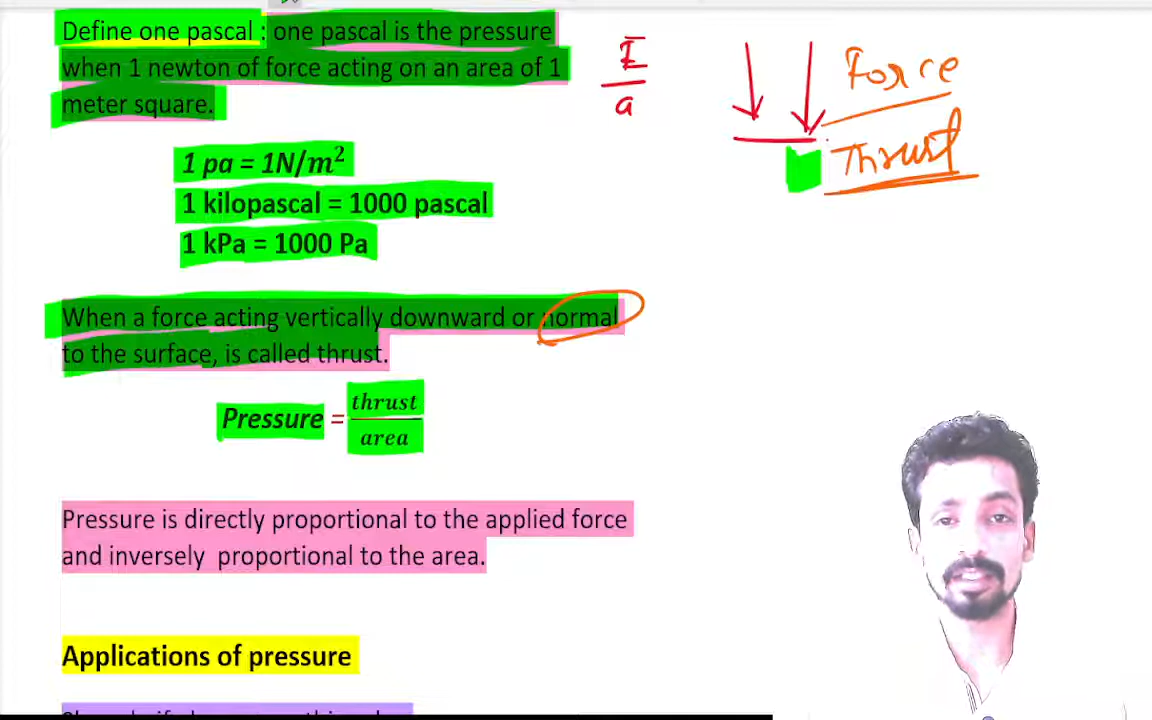 Define one pascal : one pascal is the pressure
when 1 newton of force acting on an area of 1
meter square.
F
a
Force
Thrust
1 pa = 1N/m²
1 kilopascal = 1000 pascal
1 kPa = 1000 Pa
When a force acting vertically downward or normal
to the surface, is called thrust.
Pressure = thrust
area
Pressure is directly proportional to the applied force
and inversely proportional to the area.
Applications of pressure